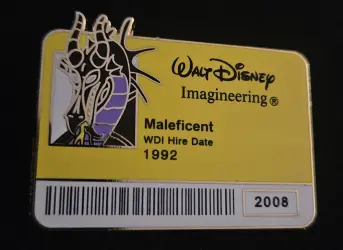 Walt Disney
Imagineering®
Maleficent
WDI Hire Date
1992
2008